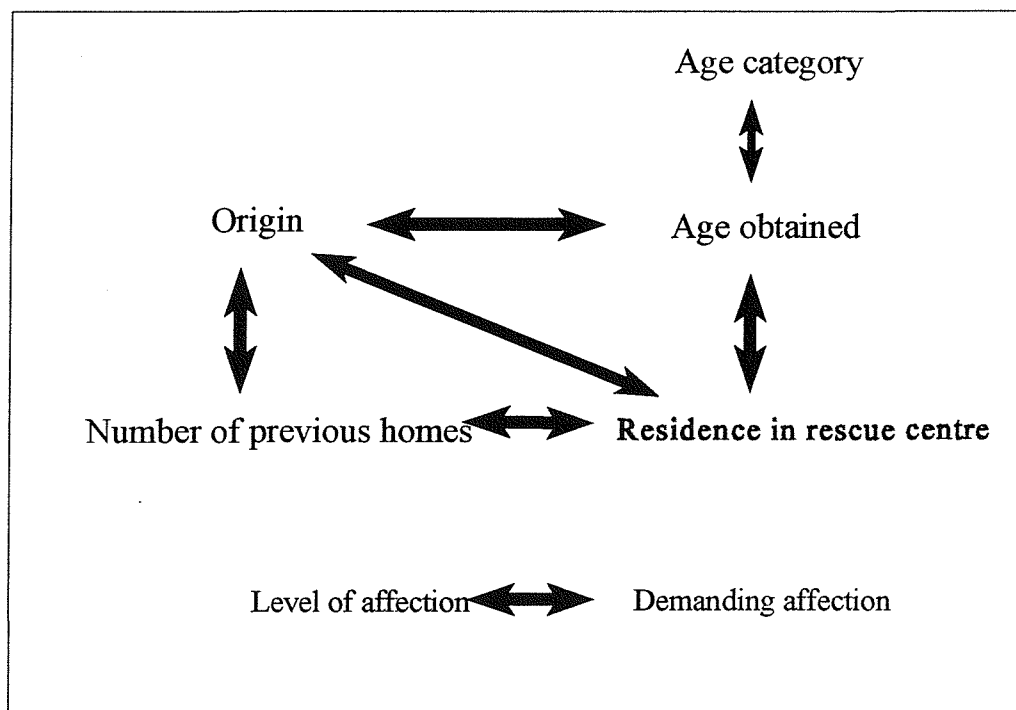 Age category
Origin
Age obtained
Number of previous homes
Residence in rescue centre
Level of affection
Demanding affection